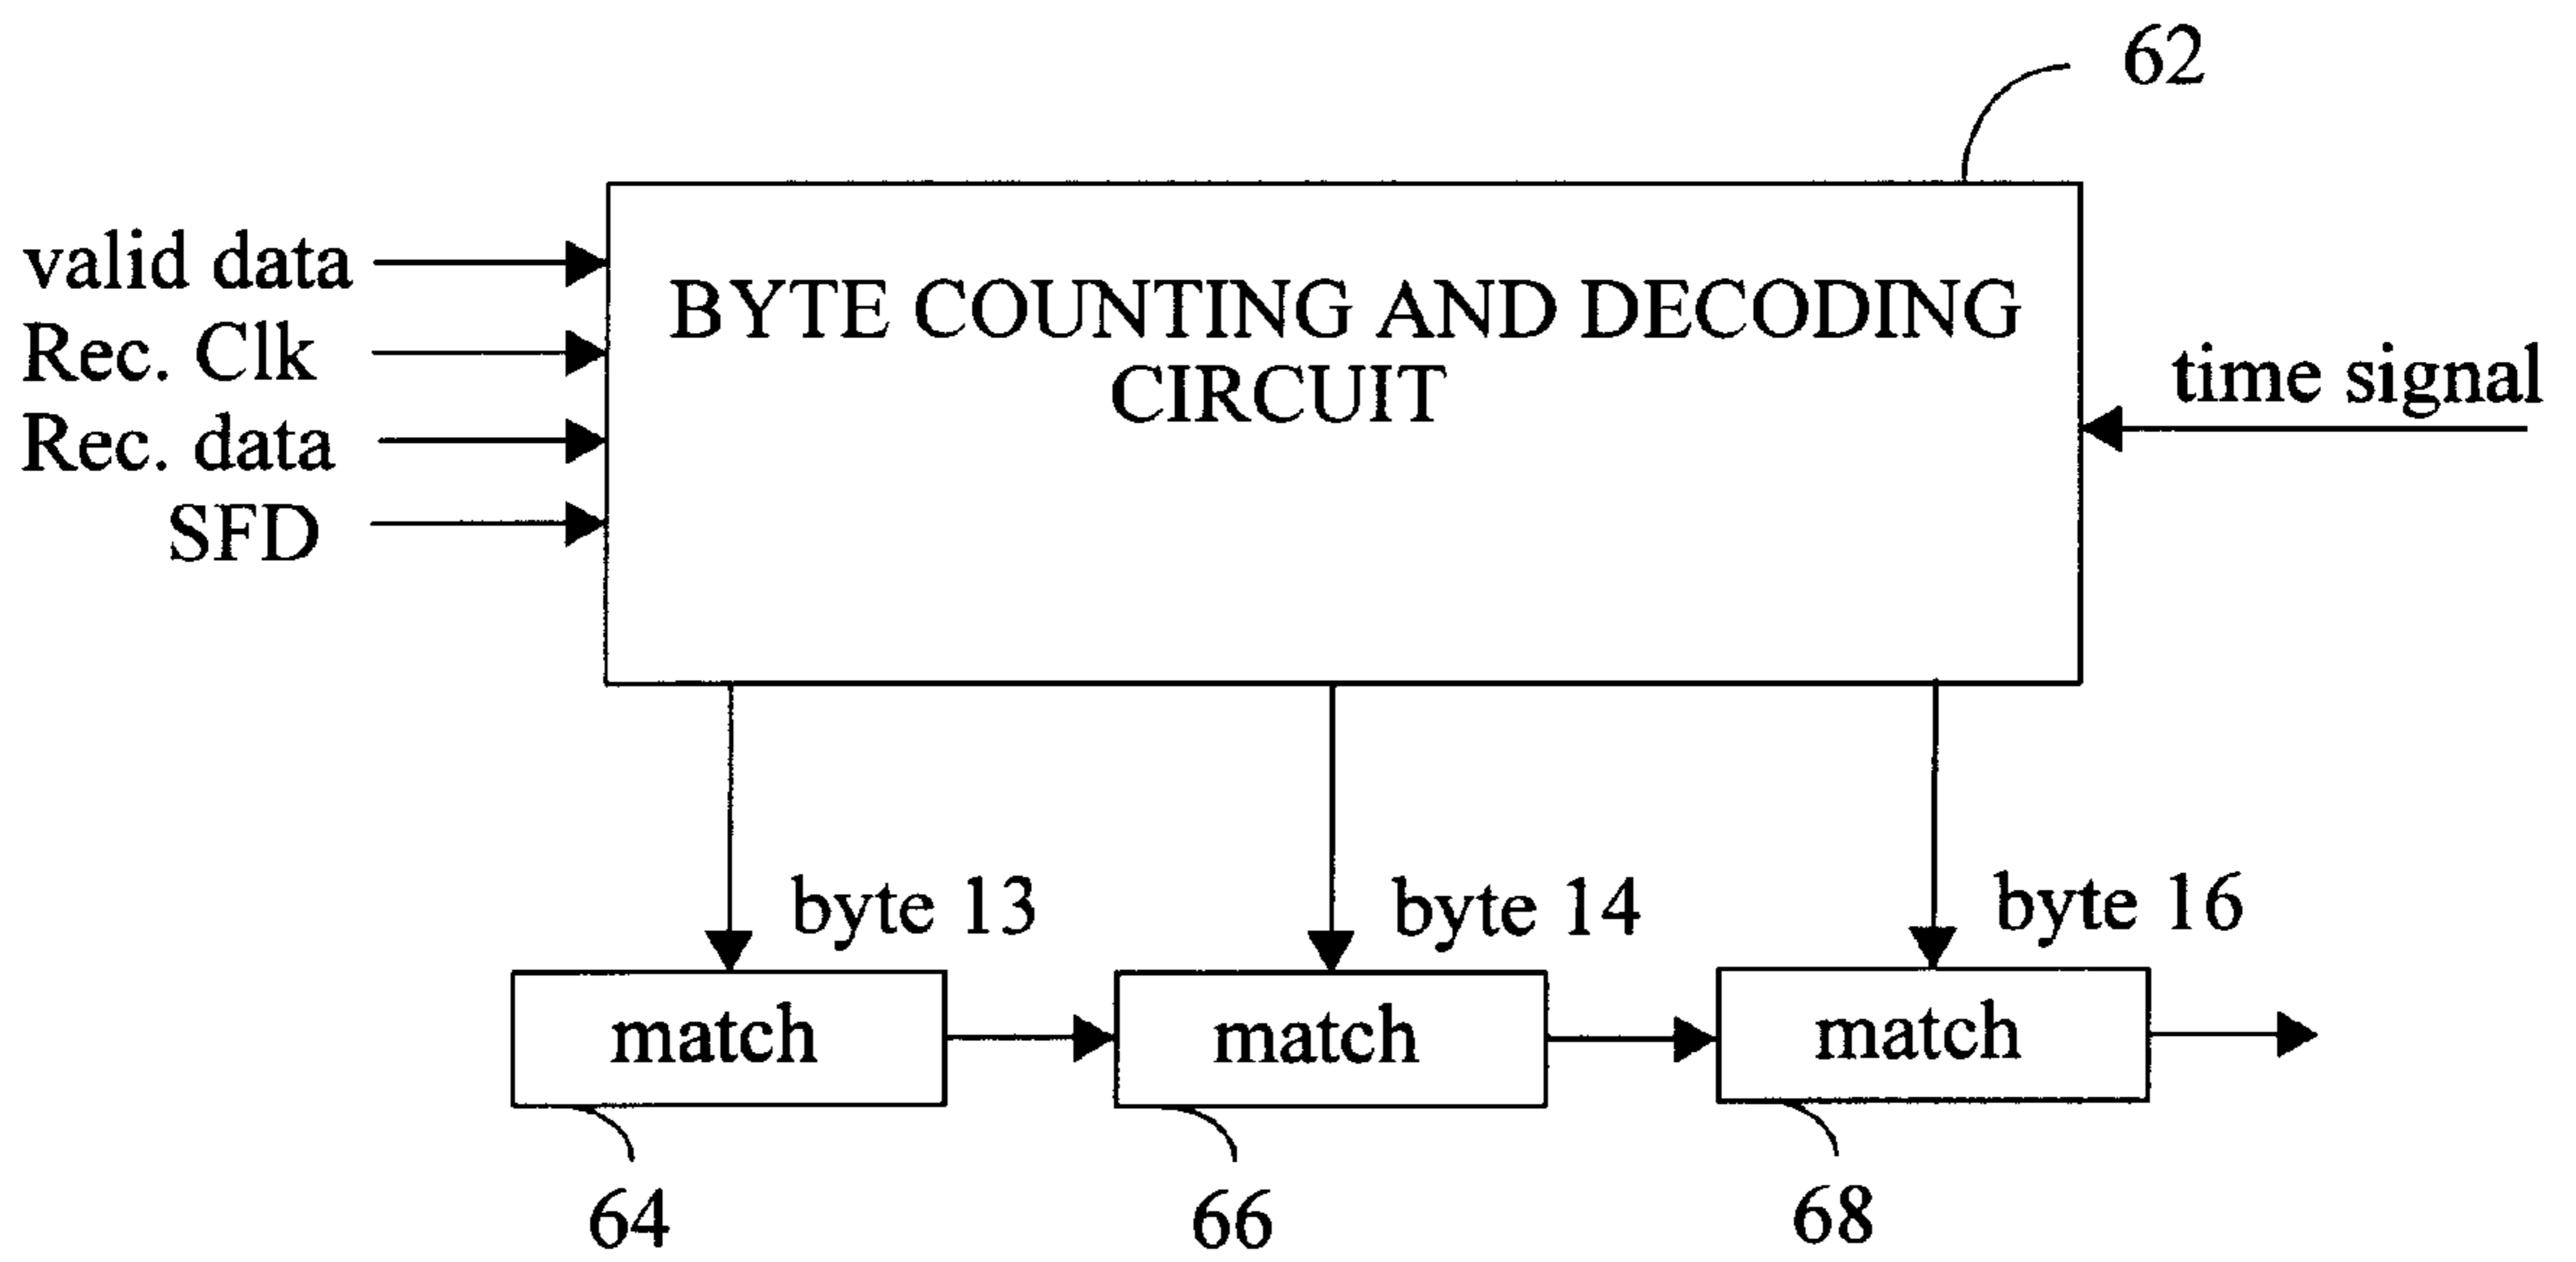 62
valid data
Rec. Clk
Rec. data
SFD
BYTE COUNTING AND DECODING
CIRCUIT
time signal
byte 13
byte 14
byte 16
match
match
match
64
66
68